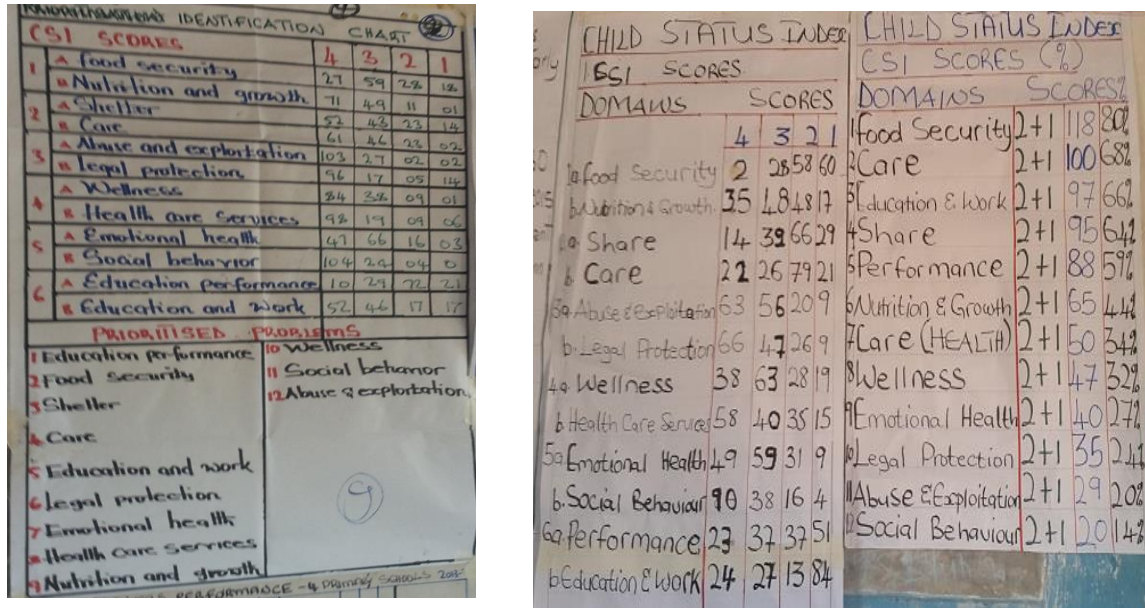 IDENTIFICATION CHART
CSI SCORES 4 3 2 1
1 A food security 27 59 28 18
B Nutrition and growth 71 49 11 01
2 A Sheller 52 43 23 14
B Care 61 46 23 02
3 A Abuse and explortation 103 27 02 02
B Legal protection 96 17 05 14
4 A Wellness 84 38 09 01
B Health care Services 98 19 09 06
5 A Emotional health 47 66 16 03
B Social behavior 104 24 04 0
6 A Education performance 10 29 72 21
B Education and work 52 46 17 17
PRIORITISED PROBLEMS
1 Education performance
2 Food security
3 Sheller
4 Care
5 Education and work
6 Legal protection
7 Emotional health
8 Health care services
9 Nutrition and growth
10 Wellness
11 Social behavior
12 Abuse & explortation
9
PERFORMANCE - 4 PRIMARY SCHOOLS
CHILD STATUS INDEX
CSI SCORES
DOMAINS SCORES
4 3 2 1
1a. Food Security 2 28 58 60
b. Nutrition & Growth 35 48 48 17
2a. Share 14 39 66 29
b. Care 22 26 79 21
3a. Abuse & Exploitation 63 56 20 9
b. Legal Protection 66 47 26 9
4a. Wellness 38 63 28 19
b. Health Care Services 58 40 35 15
5a Emotional Health 49 59 31 9
b. Social Behaviour 90 38 16 4
6a. Performance 23 37 37 51
b Education & Work 24 27 13 84
CHILD STATUS INDEX
CSI SCORES (%)
DOMAINS SCORES%
1 Food Security 2+1 118 80%
2 Care 2+1 100 68%
3 Education & Work 2+1 97 66%
4 Share 2+1 95 64%
5 Performance 2+1 88 59%
6 Nutrition & Growth 2+1 65 44%
7 Care (HEALTH) 2+1 50 34%
8 Wellness 2+1 47 32%
9 Emotional Health 2+1 40 27%
10 Legal Protection 2+1 35 24%
11 Abuse & Exploitation 2+1 29 20%
12 Social Behaviour 2+1 20 14%